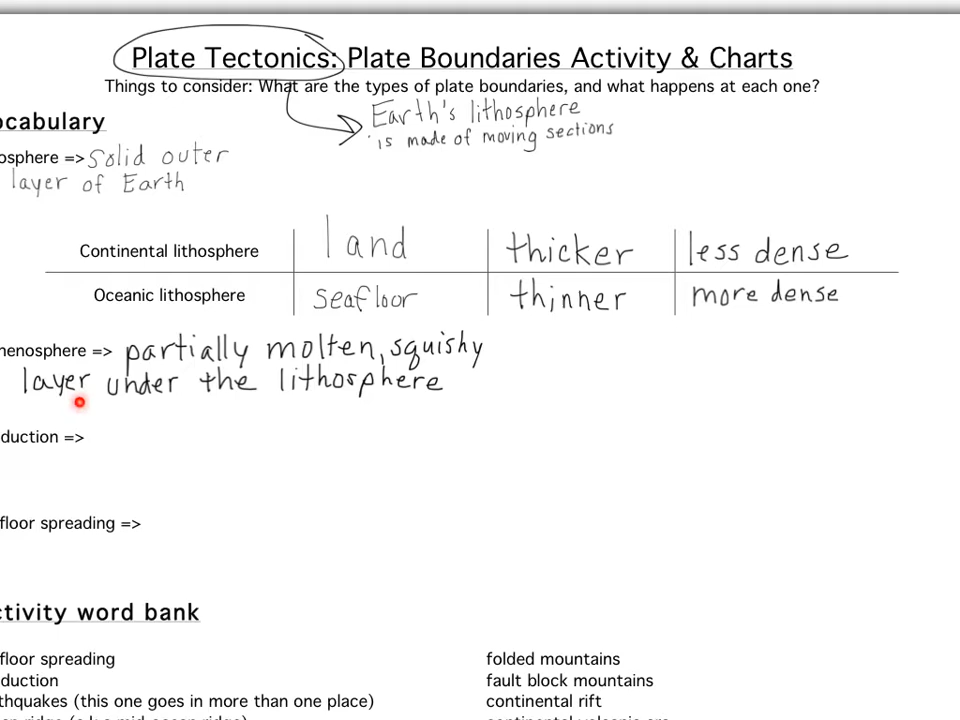 Plate Tectonics: Plate Boundaries Activity & Charts
Things to consider: What are the types of plate boundaries, and what happens at each one?
Earth's lithosphere
is made of moving sections
ocabulary
osphere => Solid outer
layer of Earth
Continental lithosphere land thicker less dense
Oceanic lithosphere seafloor thinner more dense
henosphere => partially molten, squishy
layer under the lithosphere
duction =>
floor spreading =>
ctivity word bank
floor spreading folded mountains
duction fault block mountains
thquakes (this one goes in more than one place) continental rift